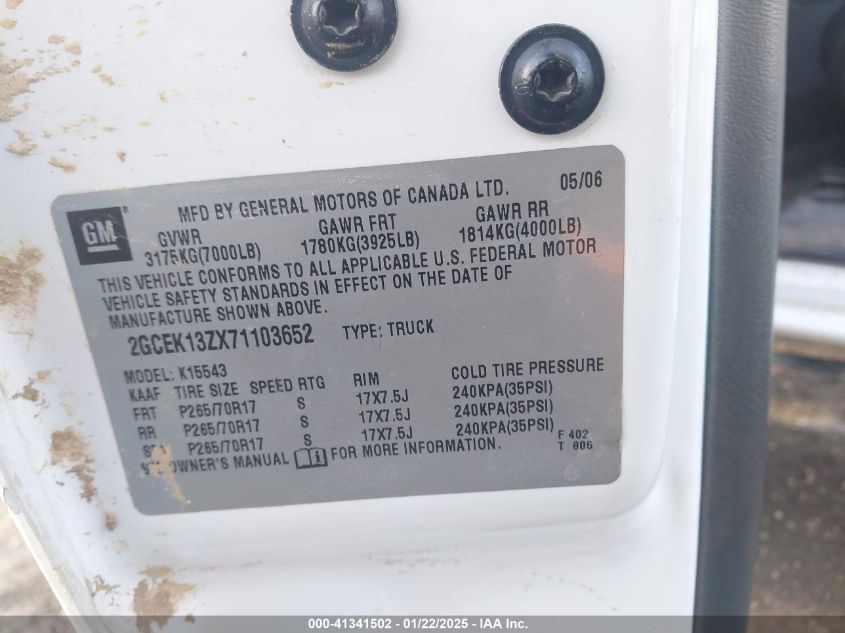 GM
MFD BY GENERAL MOTORS OF CANADA LTD. 05/06
GVWR GAWR FRT GAWR RR
3175KG(7000LB) 1780KG(3925LB) 1814KG(4000LB)
THIS VEHICLE CONFORMS TO ALL APPLICABLE U.S. FEDERAL MOTOR
VEHICLE SAFETY STANDARDS IN EFFECT ON THE DATE OF
MANUFACTURE SHOWN ABOVE.
2GCEK13ZX71103652 TYPE: TRUCK
MODEL: K15543
KAAF TIRE SIZE SPEED RTG RIM COLD TIRE PRESSURE
FRT P265/70R17 S 17X7.5J 240KPA(35PSI)
RR P265/70R17 S 17X7.5J 240KPA(35PSI)
P265/70R17 S 17X7.5J 240KPA(35PSI)
OWNER'S MANUAL FOR MORE INFORMATION.
F 402
T 806
000-41341502 - 01/22/2025 - IAA Inc.